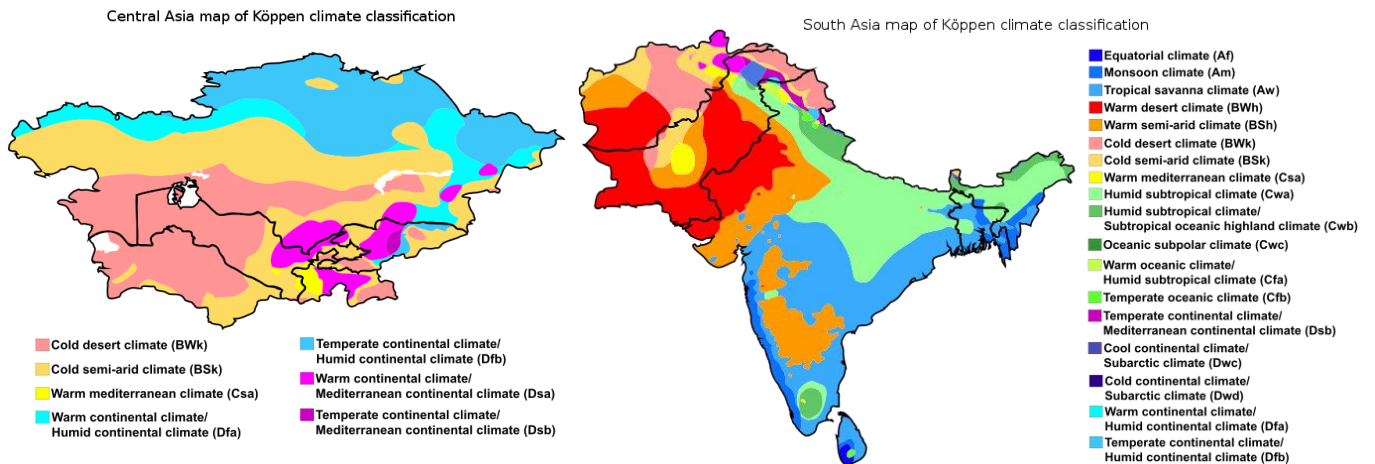 Central Asia map of Köppen climate classification
Cold desert climate (BWk)
Cold semi-arid climate (BSk)
Warm mediterranean climate (Csa)
Warm continental climate/
Humid continental climate (Dfa)
Temperate continental climate/
Humid continental climate (Dfb)
Warm continental climate/
Mediterranean continental climate (Dsa)
Temperate continental climate/
Mediterranean continental climate (Dsb)
South Asia map of Köppen climate classification
Equatorial climate (Af)
Monsoon climate (Am)
Tropical savanna climate (Aw)
Warm desert climate (BWh)
Warm semi-arid climate (BSh)
Cold desert climate (BWk)
Cold semi-arid climate (BSk)
Warm mediterranean climate (Csa)
Humid subtropical climate (Cwa)
Humid subtropical climate/
Subtropical oceanic highland climate (Cwb)
Oceanic subpolar climate (Cwc)
Warm oceanic climate/
Humid subtropical climate (Cfa)
Temperate oceanic climate (Cfb)
Temperate continental climate/
Mediterranean continental climate (Dsb)
Cool continental climate/
Subarctic climate (Dwc)
Cold continental climate/
Subarctic climate (Dwd)
Warm continental climate/
Humid continental climate (Dfa)
Temperate continental climate/
Humid continental climate (Dfb)